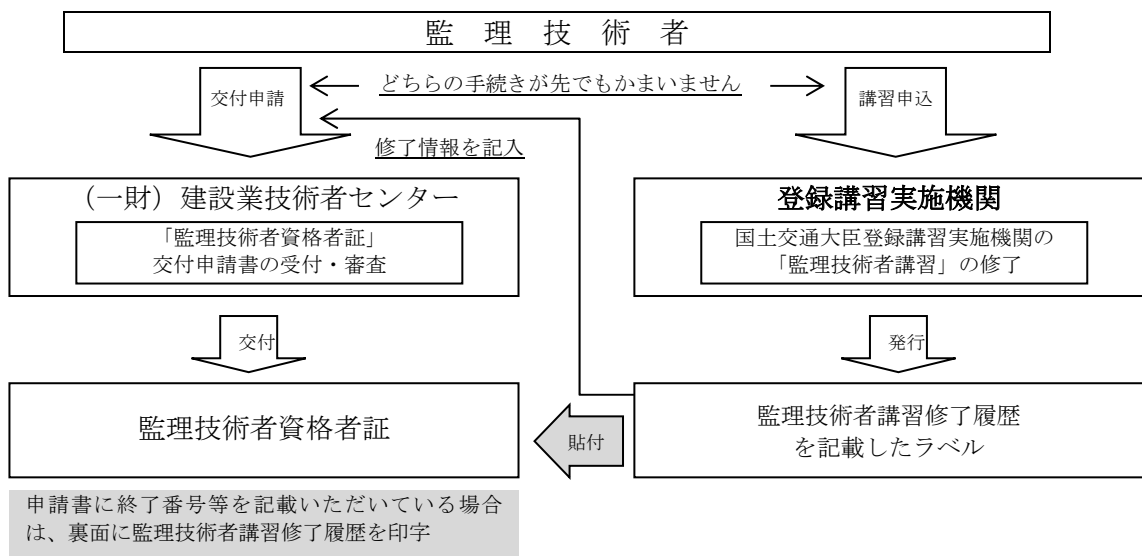 監理技術者
交付申請
どちらの手続きが先でもかまいません
講習申込
修了情報を記入
（一財）建設業技術者センター
「監理技術者資格者証」
交付申請書の受付・審査
登録講習実施機関
国土交通大臣登録講習実施機関の
「監理技術者講習」の修了
交付
発行
監理技術者資格者証
貼付
監理技術者講習修了履歴
を記載したラベル
申請書に終了番号等を記載いただいている場合
は、裏面に監理技術者講習修了履歴を印字